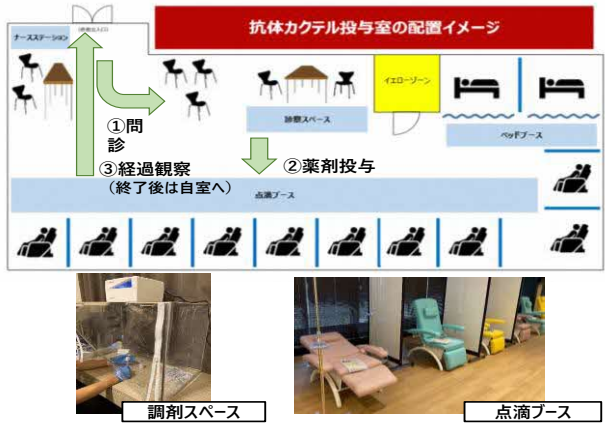 抗体カクテル投与室の配置イメージ
ナースステーション
イエローゾーン
診察スペース
ベッドブース
①問
診
②薬剤投与
③経過観察
（終了後は自室へ）
点滴ブース
調剤スペース
点滴ブース